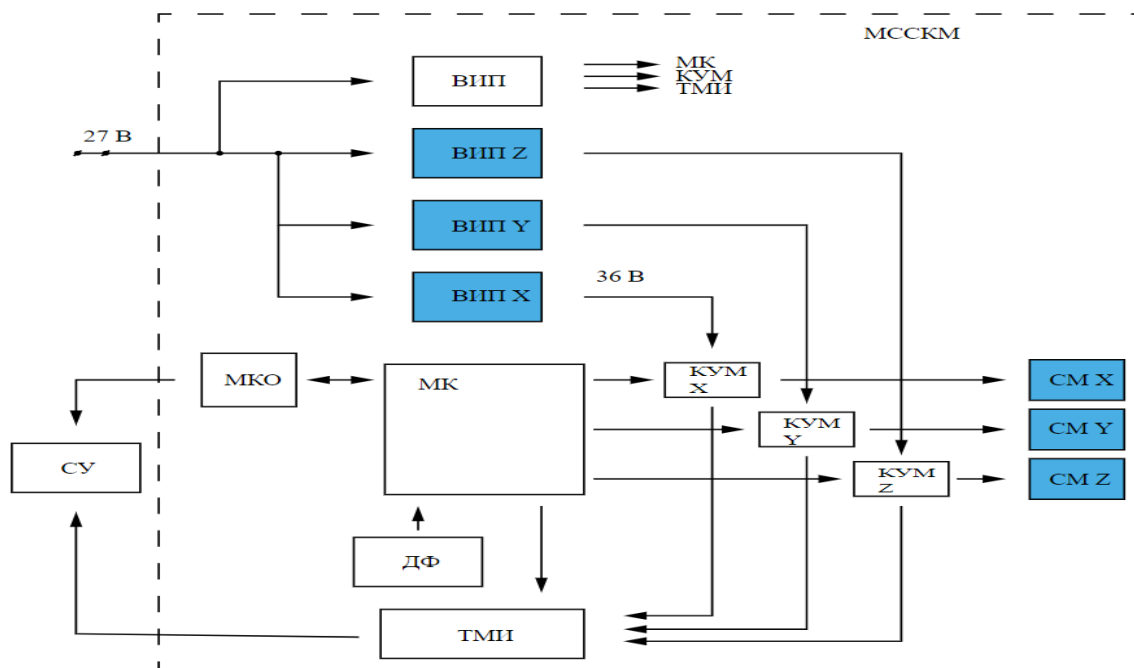 МССКМ
ВИП
МК
КУМ
ТМИ
27 В
ВИП Z
ВИП Y
36 В
ВИП X
МКО
МК
КУМ
X
СМ X
КУМ
Y
СМ Y
СУ
КУМ
Z
СМ Z
ДФ
ТМИ